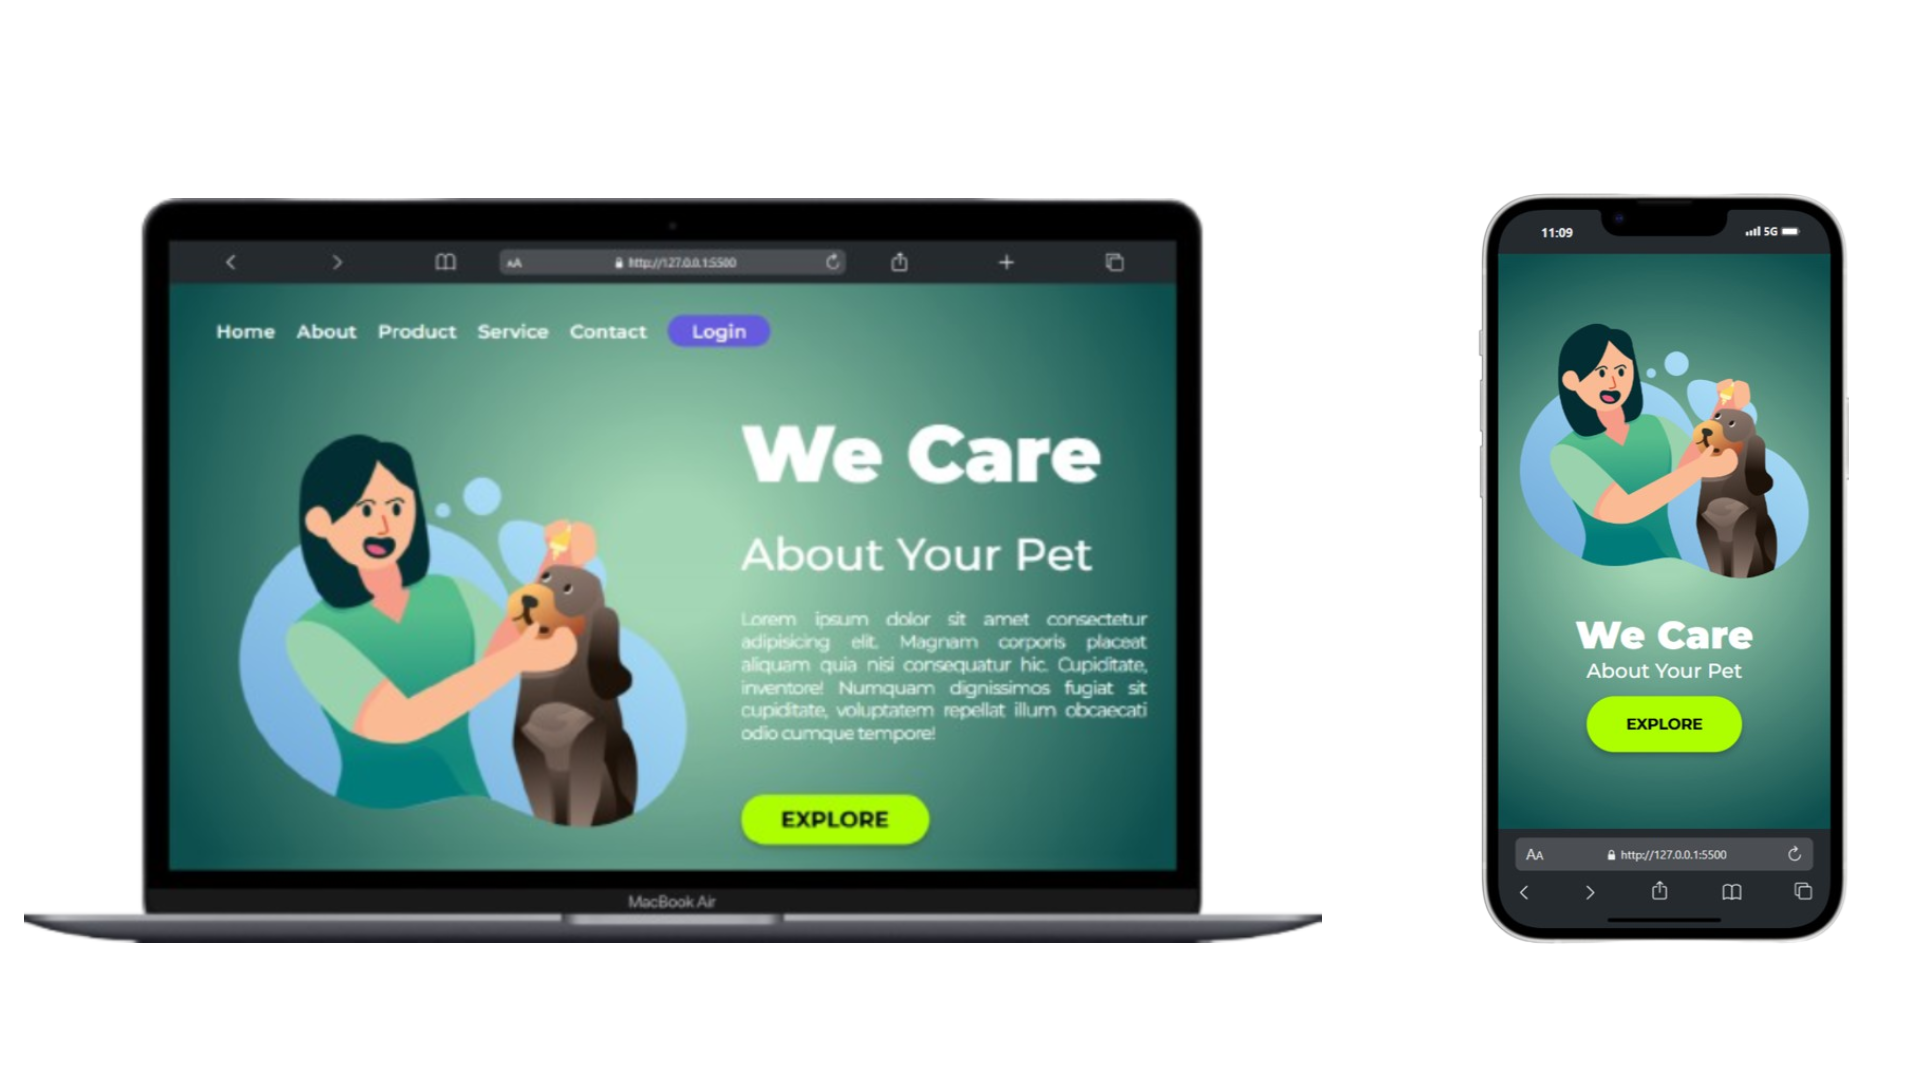 AA http://127.0.0.1:5500
Home About Product Service Contact Login
We Care
About Your Pet
Lorem ipsum dolor sit amet consectetur
adipisicing elit. Magnam corporis placeat
aliquam quia nisi consequatur hic. Cupiditate,
inventore! Numquam dignissimos fugiat sit
cupiditate, voluptatem repellat illum obcaecati
odio cumque tempore!
EXPLORE
MacBook Air
11:09 5G
We Care
About Your Pet
EXPLORE
AA http://127.0.0.1:5500